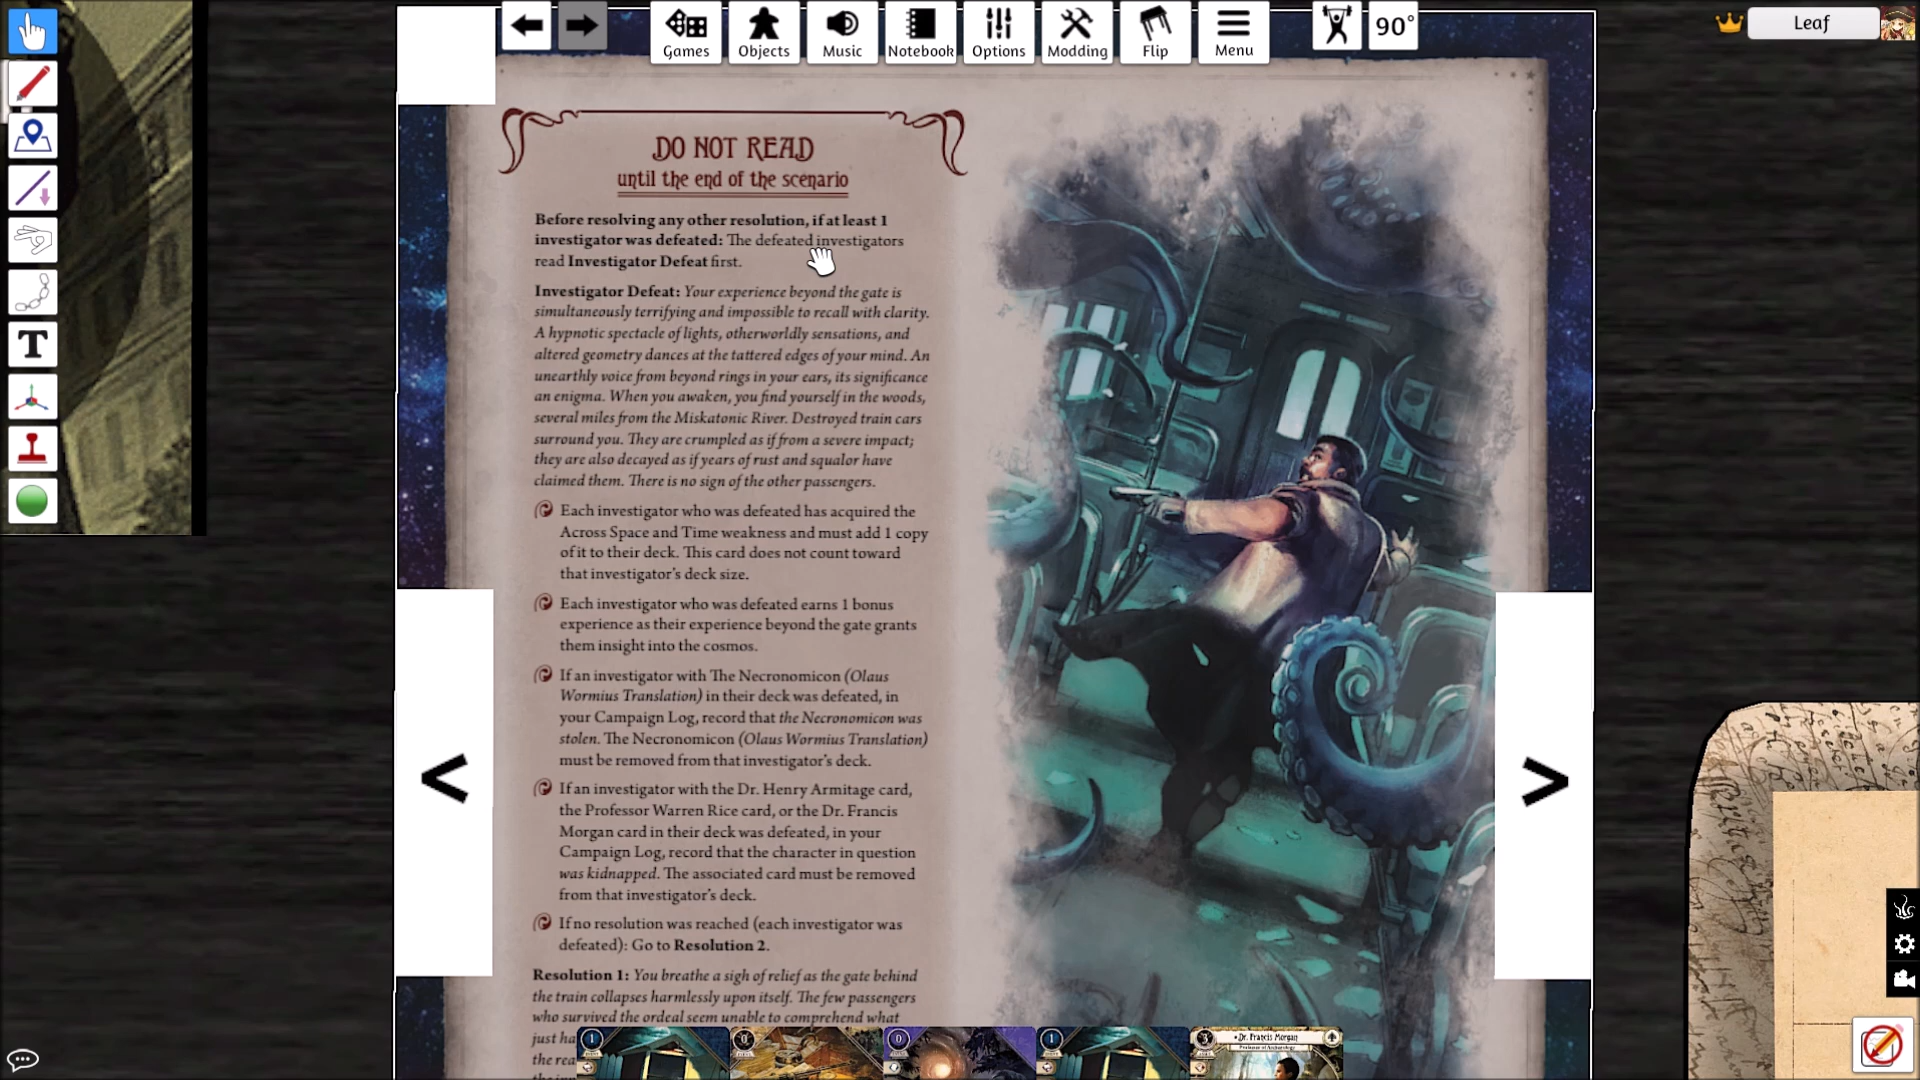 Games
Objects
Music
Notebook
Options
Modding
Flip
Menu
90°
Leaf
DO NOT READ
until the end of the scenario
Before resolving any other resolution, if at least 1
investigator was defeated: The defeated investigators
read Investigator Defeat first.
Investigator Defeat: Your experience beyond the gate is
simultaneously terrifying and impossible to recall with clarity.
A hypnotic spectacle of lights, otherworldly sensations, and
altered geometry dances at the tattered edges of your mind. An
unearthly voice from beyond rings in your ears, its significance
an enigma. When you awaken, you find yourself in the woods,
several miles from the Miskatonic River. Destroyed train cars
surround you. They are crumpled as if from a severe impact;
they are also decayed as if years of rust and squalor have
claimed them. There is no sign of the other passengers.
Each investigator who was defeated has acquired the
Across Space and Time weakness and must add 1 copy
of it to their deck. This card does not count toward
that investigator's deck size.
Each investigator who was defeated earns 1 bonus
experience as their experience beyond the gate grants
them insight into the cosmos.
If an investigator with The Necronomicon (Olaus
Wormius Translation) in their deck was defeated, in
your Campaign Log, record that the Necronomicon was
stolen. The Necronomicon (Olaus Wormius Translation)
must be removed from that investigator's deck.
If an investigator with the Dr. Henry Armitage card,
the Professor Warren Rice card, or the Dr. Francis
Morgan card in their deck was defeated, in your
Campaign Log, record that the character in question
was kidnapped. The associated card must be removed
from that investigator's deck.
If no resolution was reached (each investigator was
defeated): Go to Resolution 2.
Resolution 1: You breathe a sigh of relief as the gate behind
the train collapses harmlessly upon itself. The few passengers
who survived the ordeal seem unable to comprehend what
just ha
the rea
<
>
T
1
0
0
1
3
Dr. Francis Morgan
Professor of Archaeology